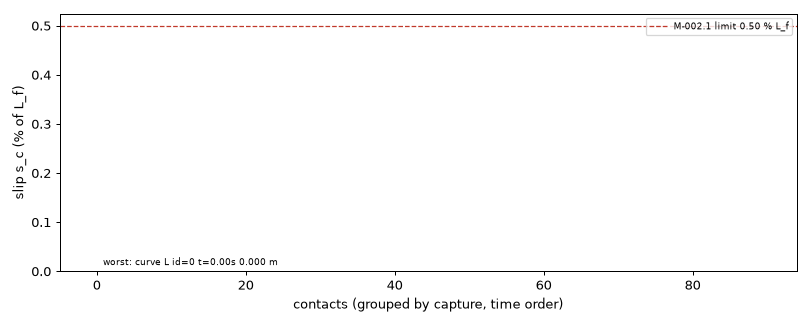 0.5
M-002.1 limit 0.50 % L_f
0.4
0.3
0.2
0.1
0.0
slip s_c (% of L_f)
worst: curve L id=0 t=0.00s 0.000 m
0 20 40 60 80
contacts (grouped by capture, time order)